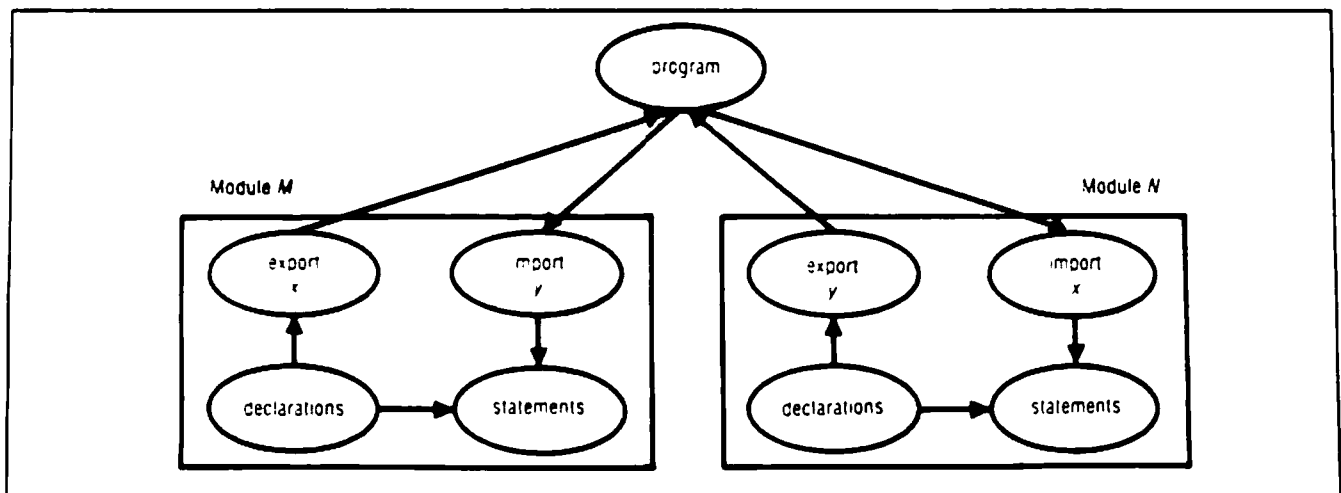 program
Module M
Module N
export
x
import
y
export
y
import
x
declarations
statements
declarations
statements